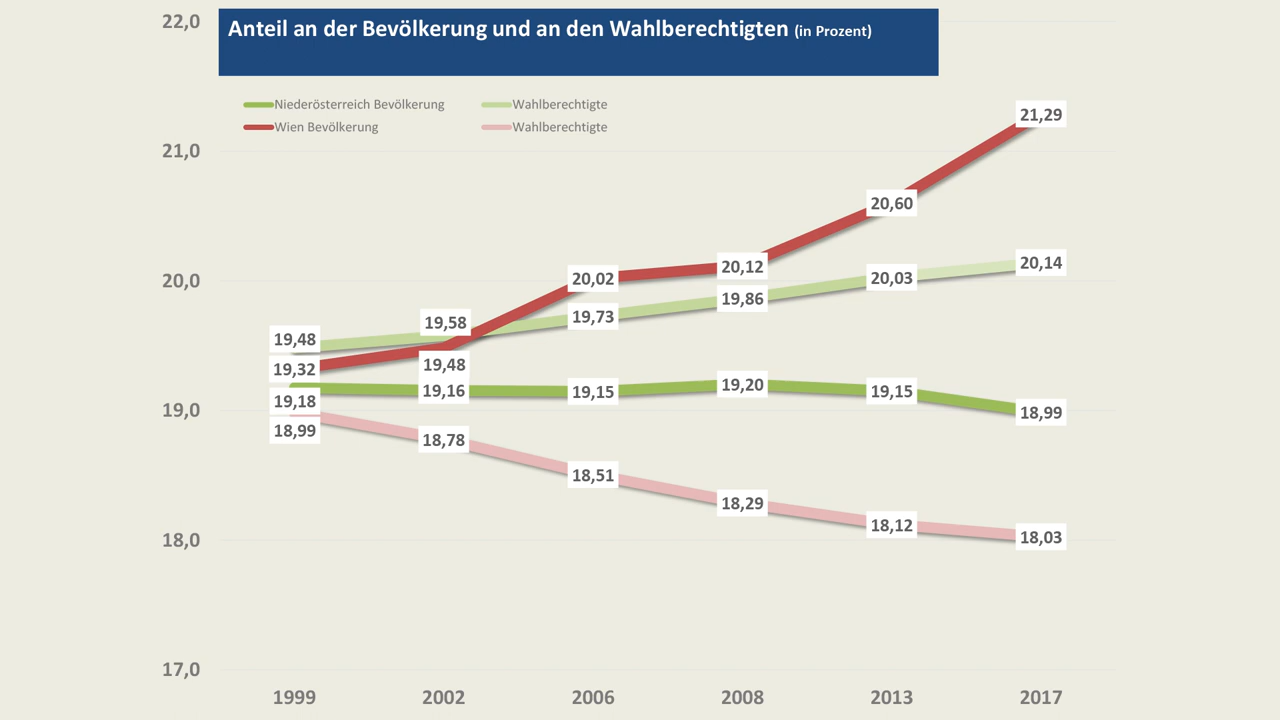 Anteil an der Bevölkerung und an den Wahlberechtigten (in Prozent)
Niederösterreich Bevölkerung Wahlberechtigte
Wien Bevölkerung Wahlberechtigte
22,0
21,0
20,0
19,0
18,0
17,0
19,48 19,58 19,73 19,86 20,03 20,14
19,32 19,48 20,02 20,12 20,60 21,29
19,18 19,16 19,15 19,20 19,15 18,99
18,99 18,78 18,51 18,29 18,12 18,03
1999 2002 2006 2008 2013 2017